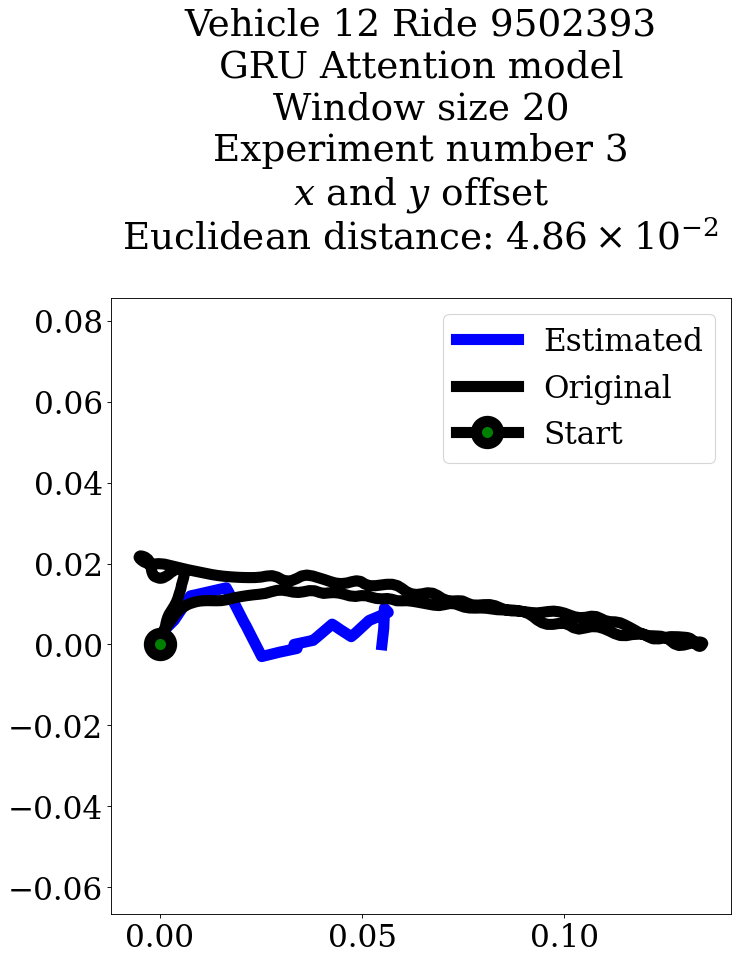 Vehicle 12 Ride 9502393
GRU Attention model
Window size 20
Experiment number 3
x and y offset
Euclidean distance: 4.86 × 10⁻²
Estimated
Original
Start
0.08
0.06
0.04
0.02
0.00
−0.02
−0.04
−0.06
0.00 0.05 0.10